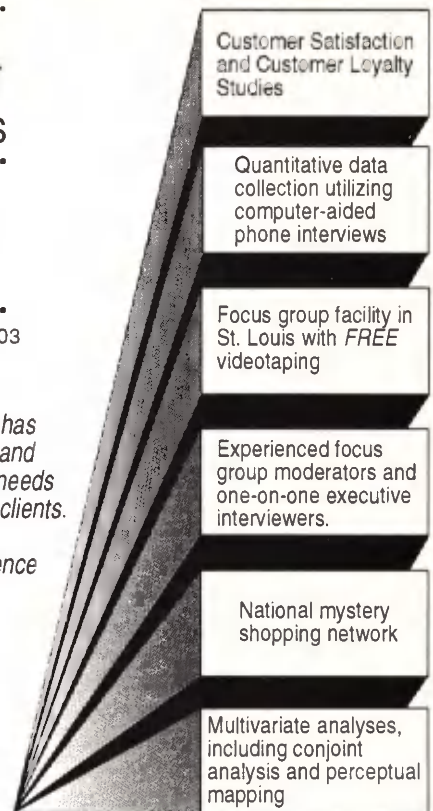 S
03
has
and
needs
clients.
ence
Customer Satisfaction
and Customer Loyalty
Studies
Quantitative data
collection utilizing
computer-aided
phone interviews
Focus group facility in
St. Louis with FREE
videotaping
Experienced focus
group moderators and
one-on-one executive
interviewers.
National mystery
shopping network
Multivariate analyses,
including conjoint
analysis and perceptual
mapping